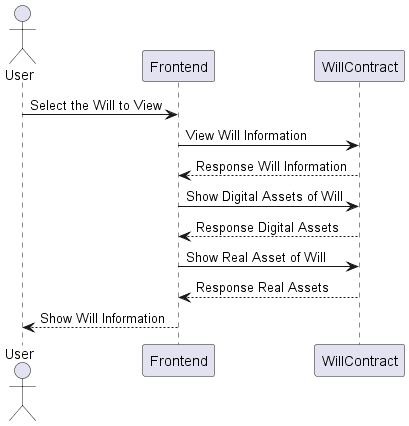 User
Frontend
WillContract
Select the Will to View
View Will Information
Response Will Information
Show Digital Assets of Will
Response Digital Assets
Show Real Asset of Will
Response Real Assets
Show Will Information
User
Frontend
WillContract